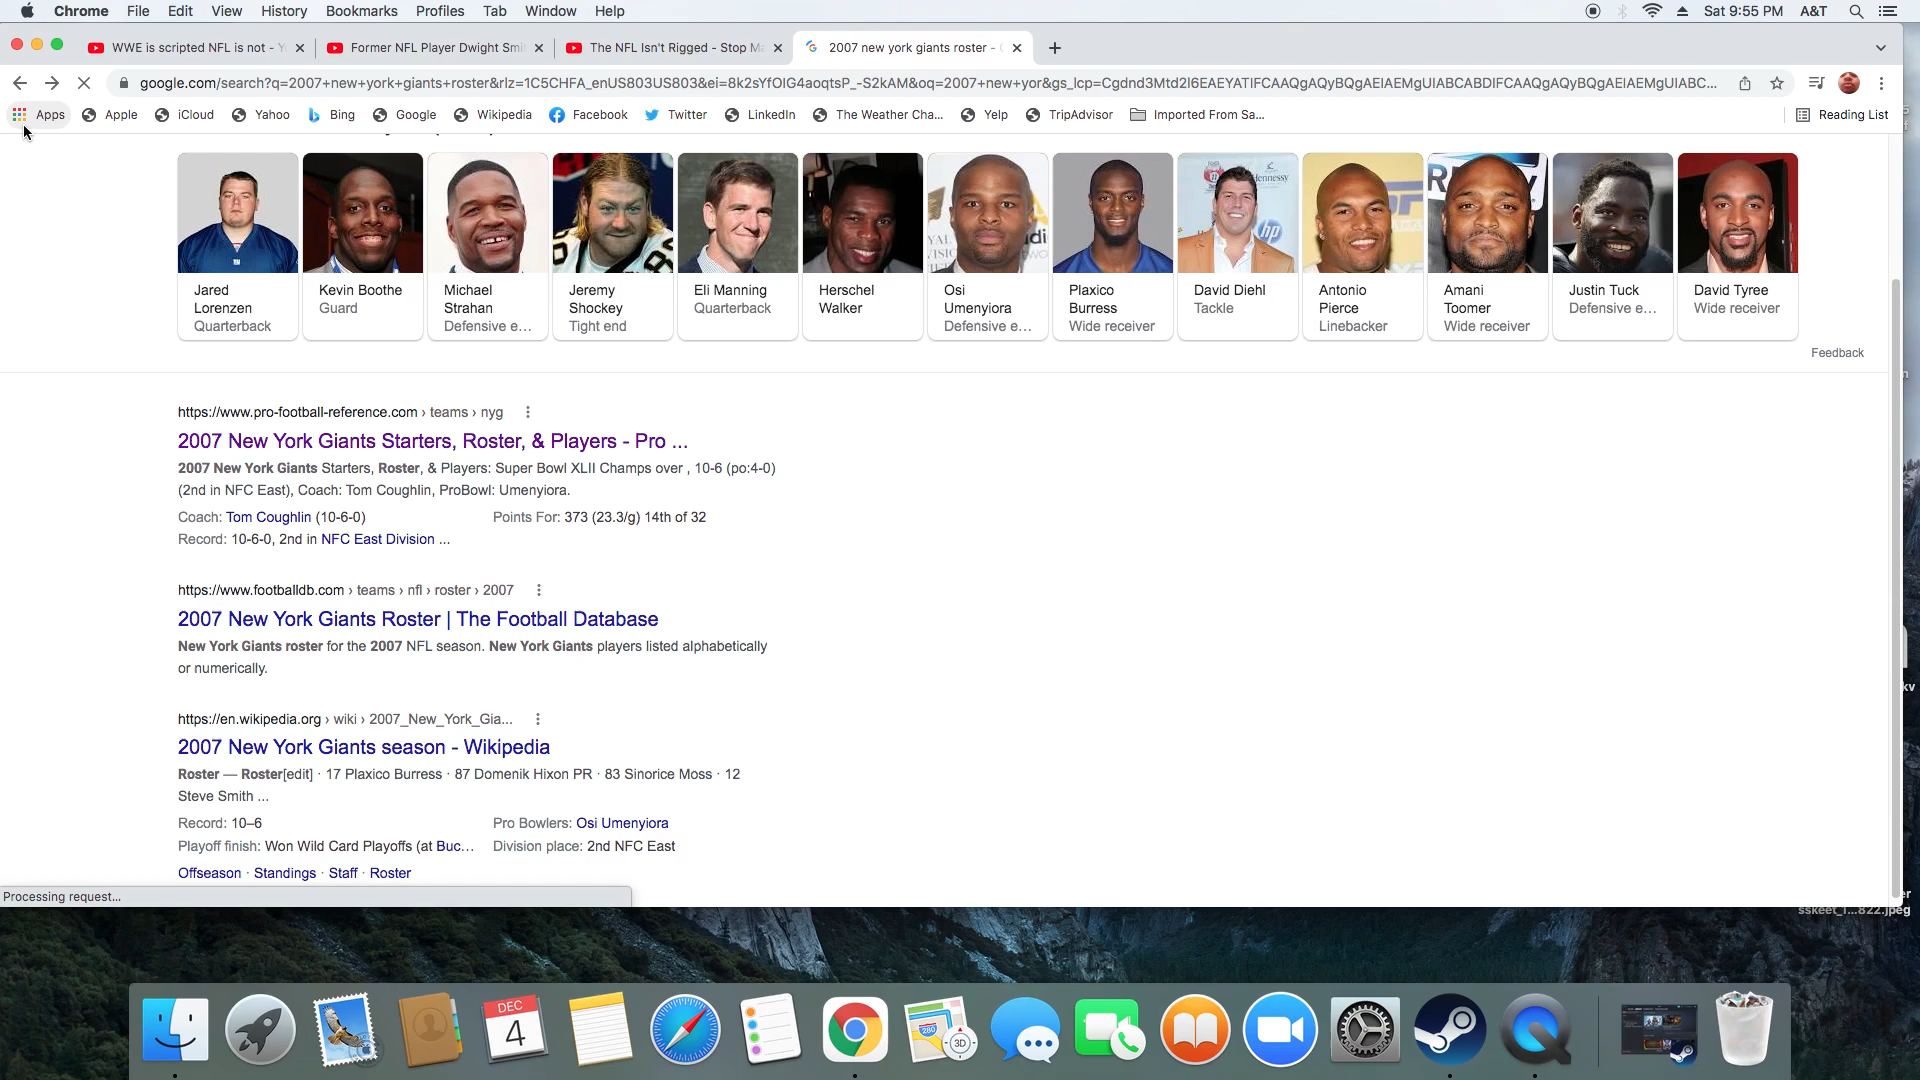 Chrome File Edit View History Bookmarks Profiles Tab Window Help Sat 9:55 PM A&T
WWE is scripted NFL is not - Former NFL Player Dwight Smi The NFL Isn't Rigged - Stop 2007 new york giants roster -
google.com/search?q=2007+new+york+giants+roster&rlz=1C5CHFA_enUS803US803&ei=8k2sYfOIG4aoqtsP_-S2kAM&oq=2007+new+yor&gs_lcp=Cgdnd3Mtd2l6EAEYATIFCAAQgAQyBQgAEIAEMgUIABCABDIFCAAQgAQyBQgAEIAEMgUIABC...
Apps Apple iCloud Yahoo Bing Google Wikipedia Facebook Twitter LinkedIn The Weather Cha... Yelp TripAdvisor Imported From Sa... Reading List
Jared Lorenzen Quarterback
Kevin Boothe Guard
Michael Strahan Defensive e...
Jeremy Shockey Tight end
Eli Manning Quarterback
Herschel Walker
Osi Umenyiora Defensive e...
Plaxico Burress Wide receiver
David Diehl Tackle
Antonio Pierce Linebacker
Amani Toomer Wide receiver
Justin Tuck Defensive e...
David Tyree Wide receiver
Feedback
https://www.pro-football-reference.com › teams › nyg
2007 New York Giants Starters, Roster, & Players - Pro ...
2007 New York Giants Starters, Roster, & Players: Super Bowl XLII Champs over , 10-6 (po:4-0)
(2nd in NFC East), Coach: Tom Coughlin, ProBowl: Umenyiora.
Coach: Tom Coughlin (10-6-0) Points For: 373 (23.3/g) 14th of 32
Record: 10-6-0, 2nd in NFC East Division ...
https://www.footballdb.com › teams › nfl › roster › 2007
2007 New York Giants Roster | The Football Database
New York Giants roster for the 2007 NFL season. New York Giants players listed alphabetically
or numerically.
https://en.wikipedia.org › wiki › 2007_New_York_Gia...
2007 New York Giants season - Wikipedia
Roster — Roster[edit] · 17 Plaxico Burress · 87 Domenik Hixon PR · 83 Sinorice Moss · 12
Steve Smith ...
Record: 10–6 Pro Bowlers: Osi Umenyiora
Playoff finish: Won Wild Card Playoffs (at Buc... Division place: 2nd NFC East
Offseason · Standings · Staff · Roster
Processing request...
822.jpeg
DEC
4
280
3D